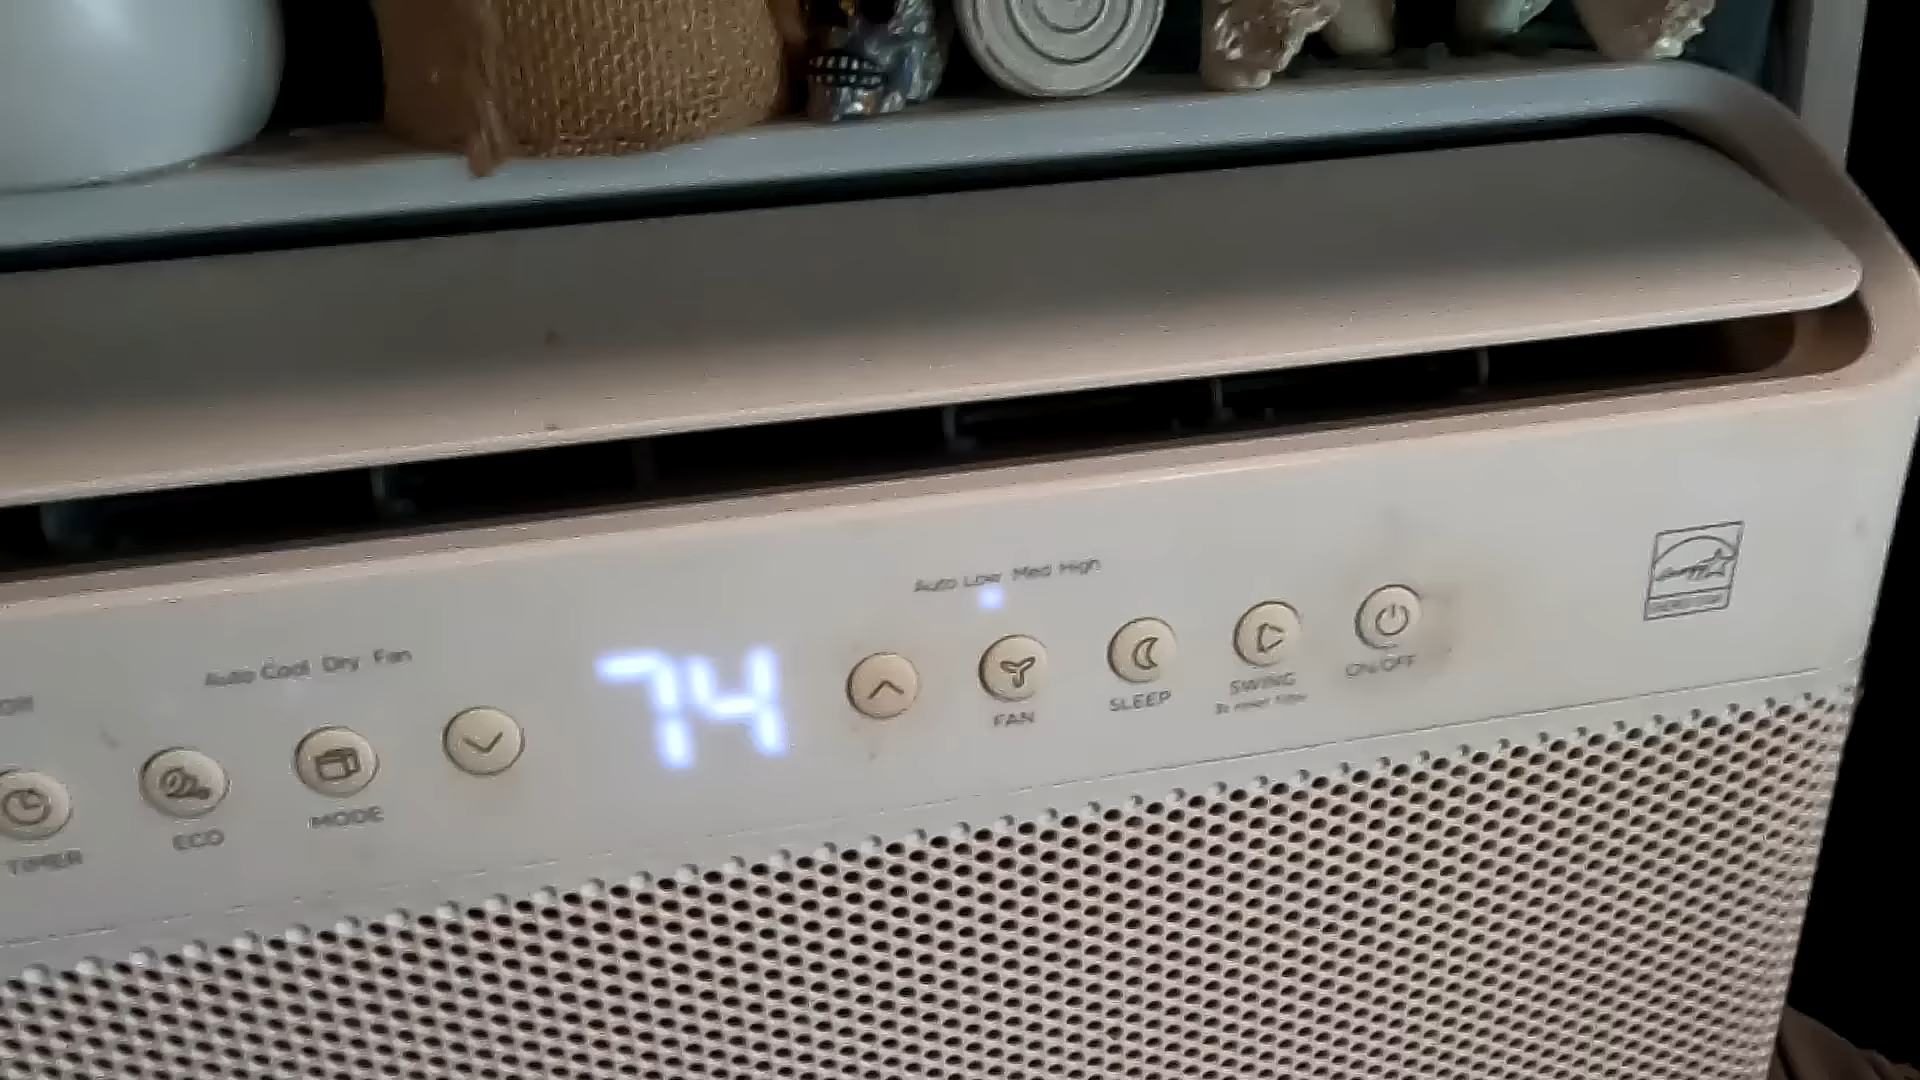 Auto Low Med High
Auto Cool Dry Fan
74
FAN
SLEEP
SWING
ON/OFF
TIMER
ECO
MODE